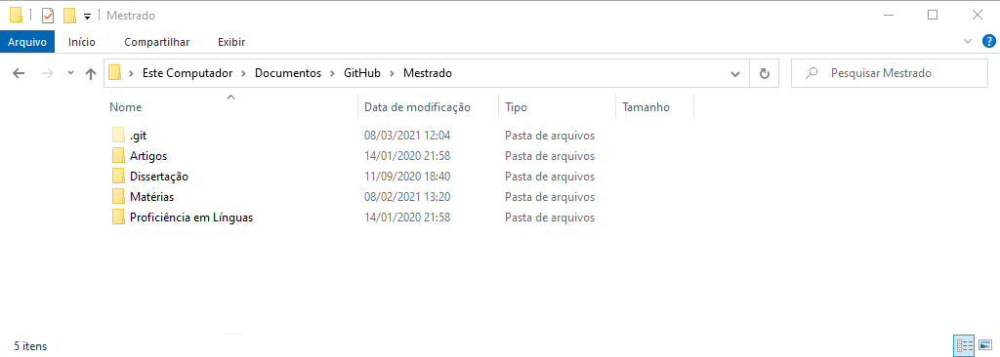 Mestrado
Arquivo Início Compartilhar Exibir
Este Computador Documentos GitHub Mestrado Pesquisar Mestrado
Nome Data de modificação Tipo Tamanho
.git 08/03/2021 12:04 Pasta de arquivos
Artigos 14/01/2020 21:58 Pasta de arquivos
Dissertação 11/09/2020 18:40 Pasta de arquivos
Matérias 08/02/2021 13:20 Pasta de arquivos
Proficiência em Línguas 14/01/2020 21:58 Pasta de arquivos
5 itens